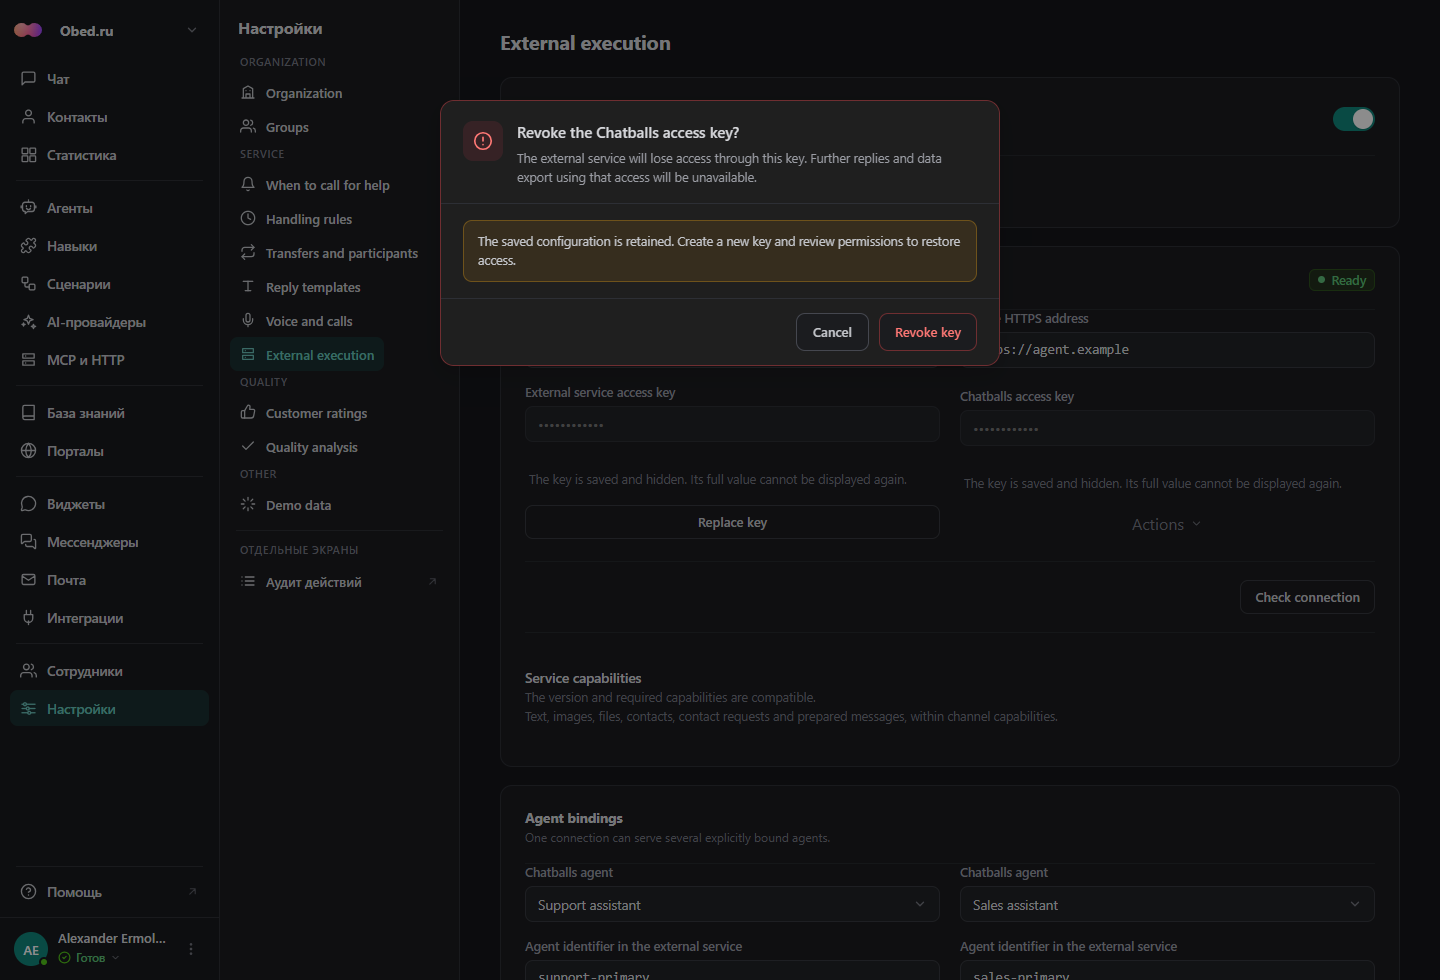 Obed.ru
Чат
Контакты
Статистика
Агенты
Навыки
Сценарии
AI-провайдеры
MCP и HTTP
База знаний
Порталы
Виджеты
Мессенджеры
Почта
Интеграции
Сотрудники
Настройки
Помощь
AE
Alexander Ermol...
Готов
Настройки
ORGANIZATION
Organization
Groups
SERVICE
When to call for help
Handling rules
Transfers and participants
Reply templates
Voice and calls
External execution
QUALITY
Customer ratings
Quality analysis
OTHER
Demo data
ОТДЕЛЬНЫЕ ЭКРАНЫ
Аудит действий
External execution
Revoke the Chatballs access key?
The external service will lose access through this key. Further replies and data
export using that access will be unavailable.
The saved configuration is retained. Create a new key and review permissions to restore
access.
Cancel
Revoke key
Ready
HTTPS address
s://agent.example
External service access key
••••••••••••
The key is saved and hidden. Its full value cannot be displayed again.
Replace key
Chatballs access key
••••••••••••
The key is saved and hidden. Its full value cannot be displayed again.
Actions
Check connection
Service capabilities
The version and required capabilities are compatible.
Text, images, files, contacts, contact requests and prepared messages, within channel capabilities.
Agent bindings
One connection can serve several explicitly bound agents.
Chatballs agent
Support assistant
Agent identifier in the external service
support-primary
Chatballs agent
Sales assistant
Agent identifier in the external service
sales-primary